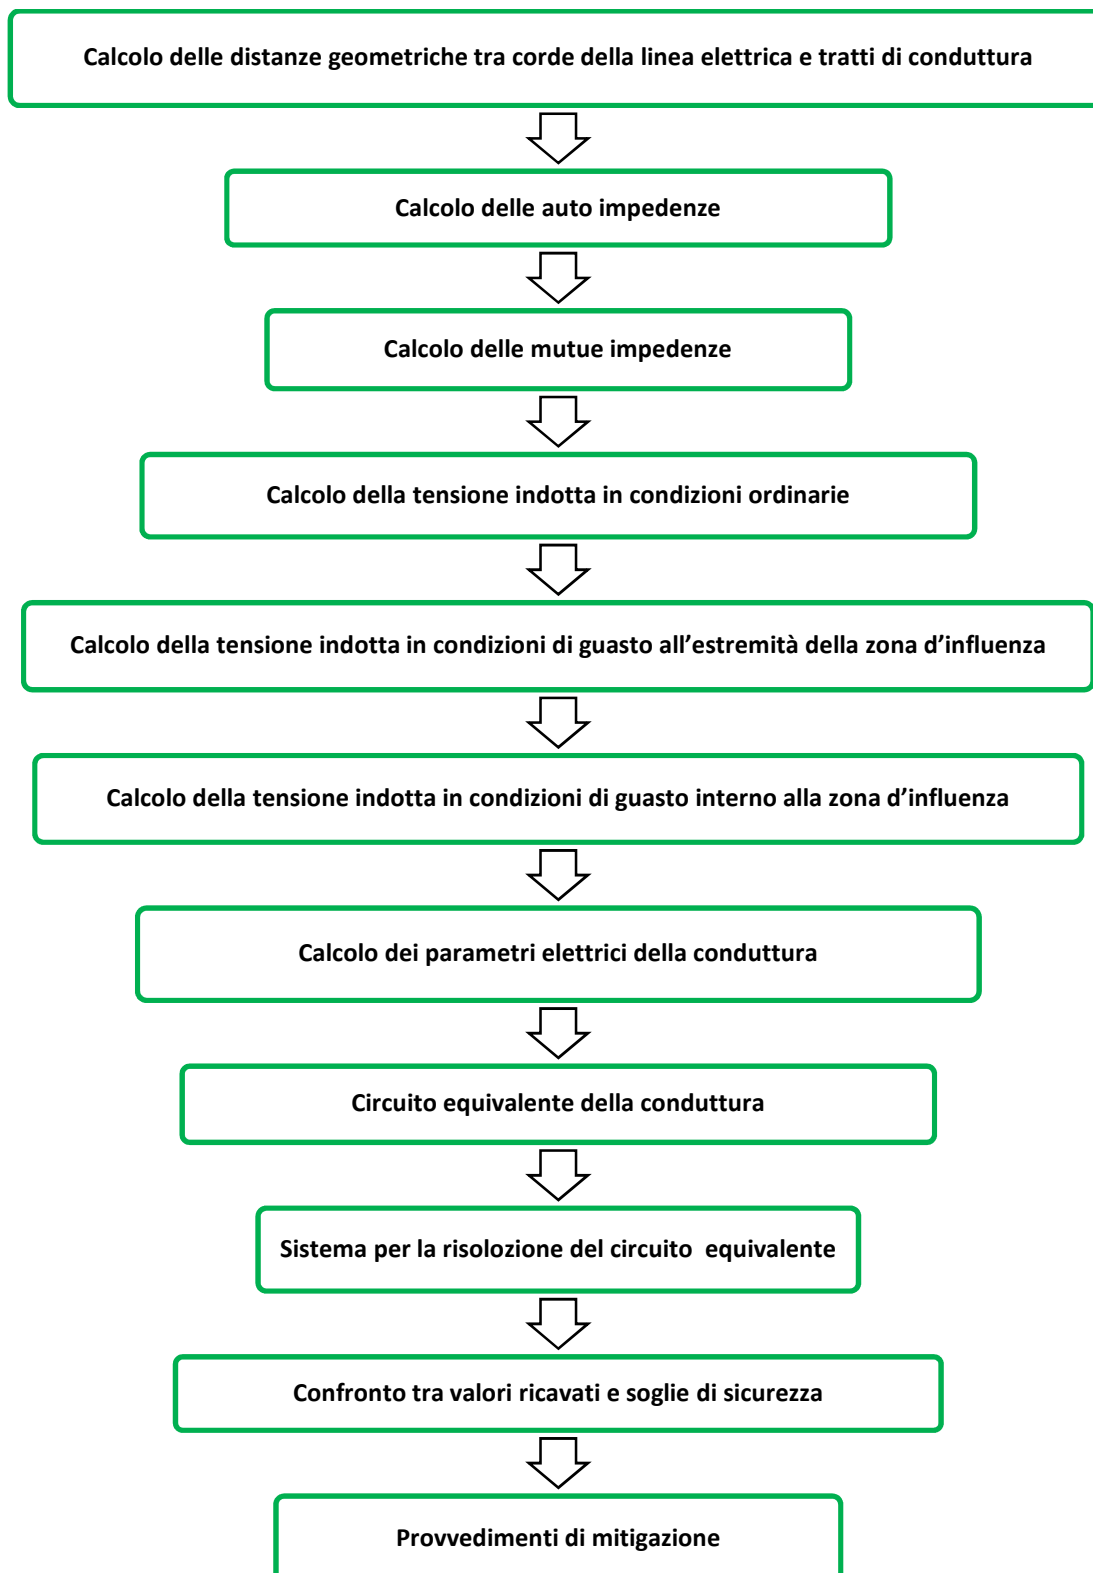 Calcolo delle distanze geometriche tra corde della linea elettrica e tratti di conduttura
Calcolo delle auto impedenze
Calcolo delle mutue impedenze
Calcolo della tensione indotta in condizioni ordinarie
Calcolo della tensione indotta in condizioni di guasto all’estremità della zona d’influenza
Calcolo della tensione indotta in condizioni di guasto interno alla zona d’influenza
Calcolo dei parametri elettrici della conduttura
Circuito equivalente della conduttura
Sistema per la risolozione del circuito  equivalente
Confronto tra valori ricavati e soglie di sicurezza
Provvedimenti di mitigazione